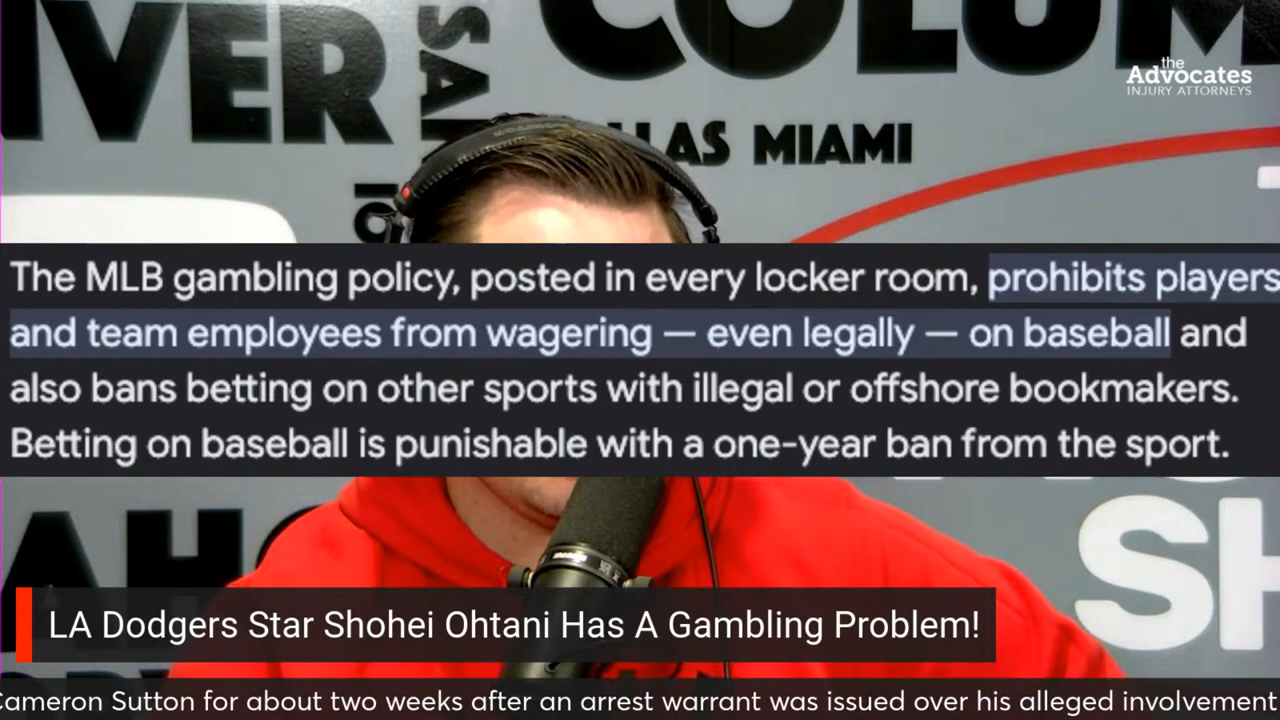 IVER
SAN
COLUM
the
Advocates
INJURY ATTORNEYS
LAS MIAMI
The MLB gambling policy, posted in every locker room, prohibits players
and team employees from wagering — even legally — on baseball and
also bans betting on other sports with illegal or offshore bookmakers.
Betting on baseball is punishable with a one-year ban from the sport.
AH
SH
LA Dodgers Star Shohei Ohtani Has A Gambling Problem!
Cameron Sutton for about two weeks after an arrest warrant was issued over his alleged involvement